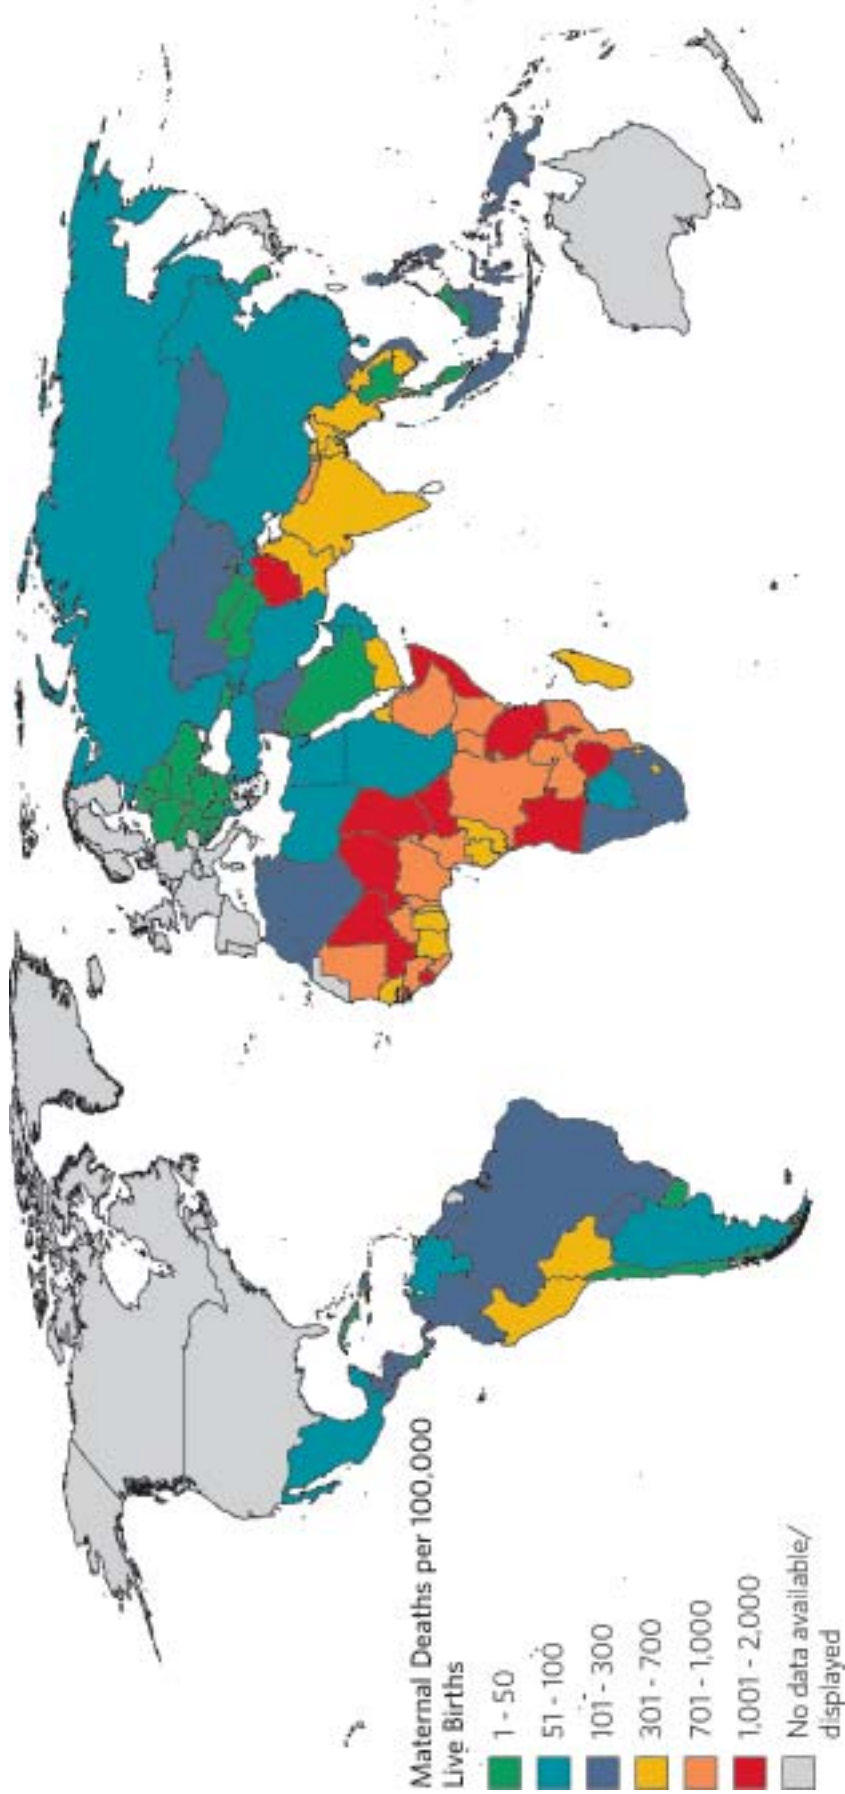 Maternal Deaths per 100,000
Live Births
1 - 50
51 - 100
101 - 300
301 - 700
701 - 1,000
1,001 - 2,000
No data available/
displayed